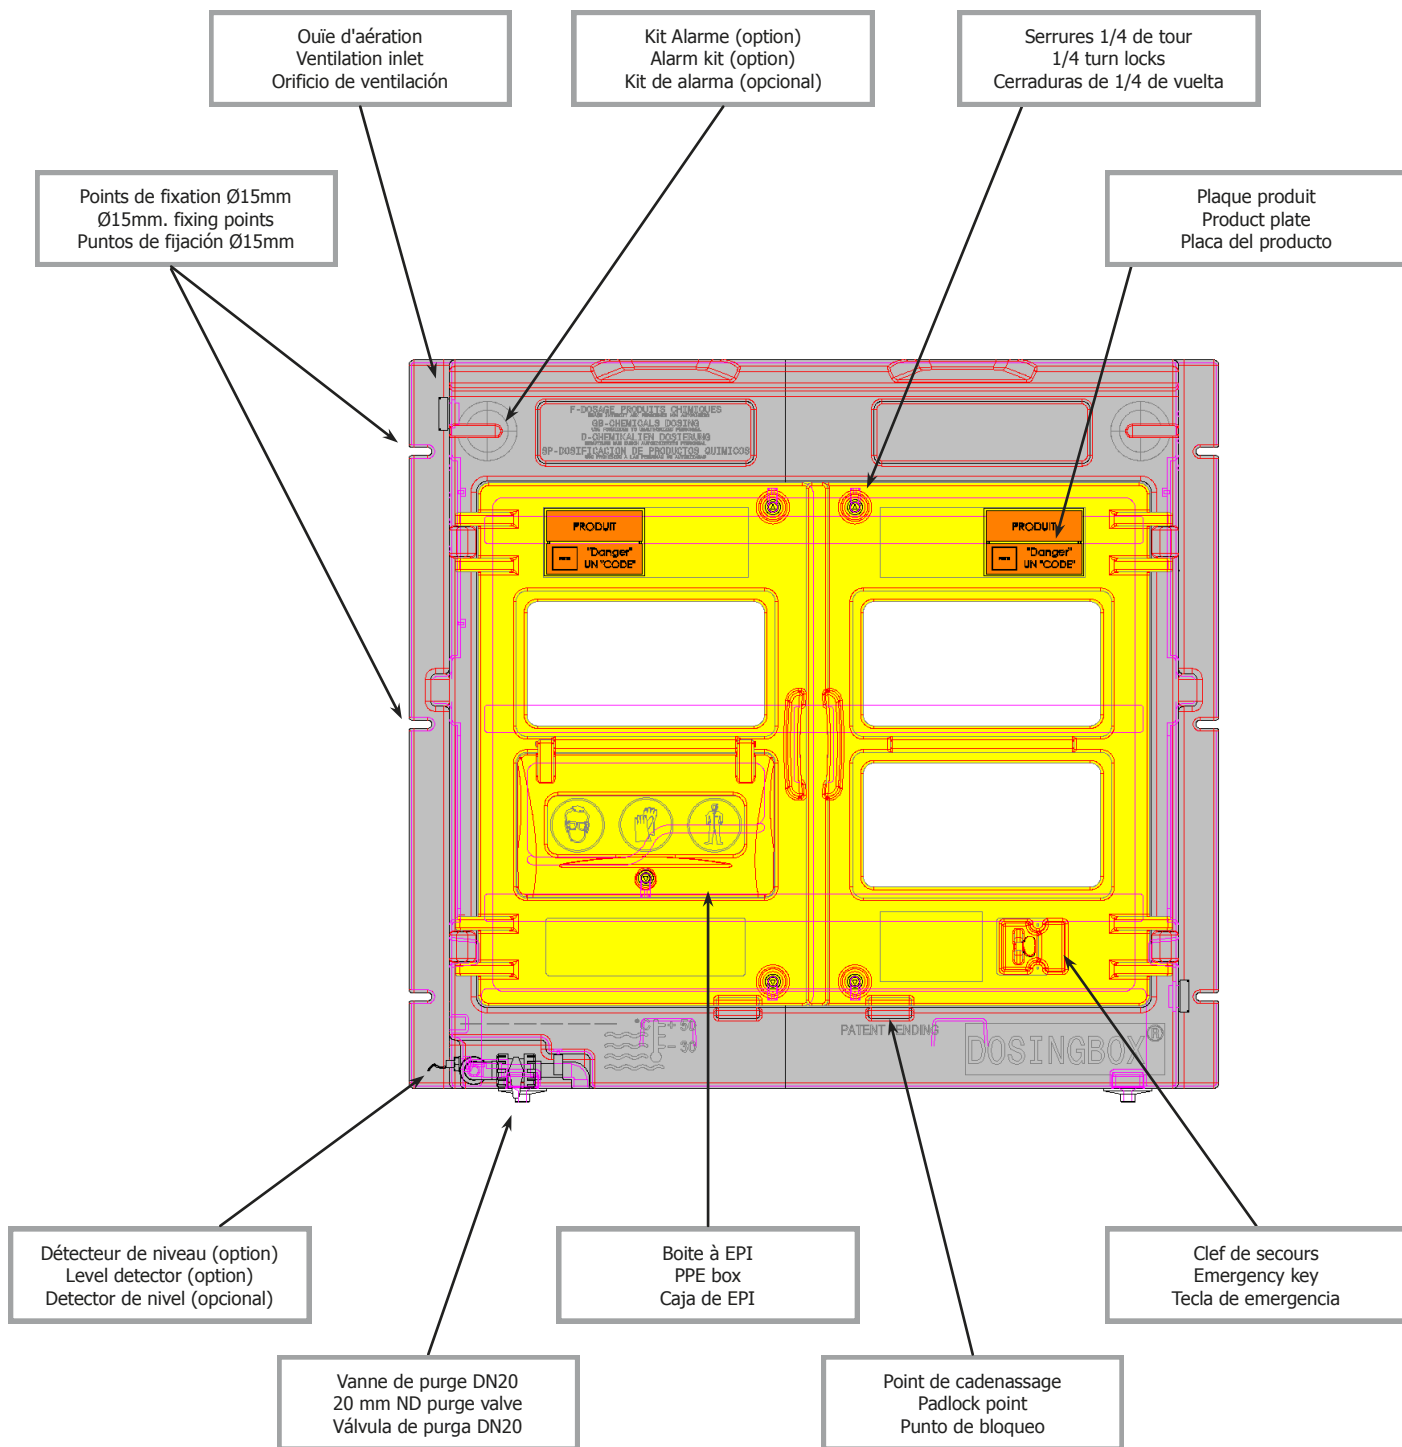 Ouïe d'aération
Ventilation inlet
Orificio de ventilación
Kit Alarme (option)
Alarm kit (option)
Kit de alarma (opcional)
Serrures 1/4 de tour
1/4 turn locks
Cerraduras de 1/4 de vuelta
Points de fixation Ø15mm
Ø15mm. fixing points
Puntos de fijación Ø15mm
Plaque produit
Product plate
Placa del producto
F-DOSAGE PRODUITS CHIMIQUES
GB-CHEMICALS DOSING
D-CHEMIKALIEN DOSIERUNG
SP-DOSIFICACION DE PRODUCTOS QUIMICOS
PRODUIT
"Danger"
UN "CODE"
PRODUIT
"Danger"
UN "CODE"
°C
+ 50
- 30
PATENT PENDING
DOSINGBOX®
Détecteur de niveau (option)
Level detector (option)
Detector de nivel (opcional)
Boite à EPI
PPE box
Caja de EPI
Clef de secours
Emergency key
Tecla de emergencia
Vanne de purge DN20
20 mm ND purge valve
Válvula de purga DN20
Point de cadenassage
Padlock point
Punto de bloqueo